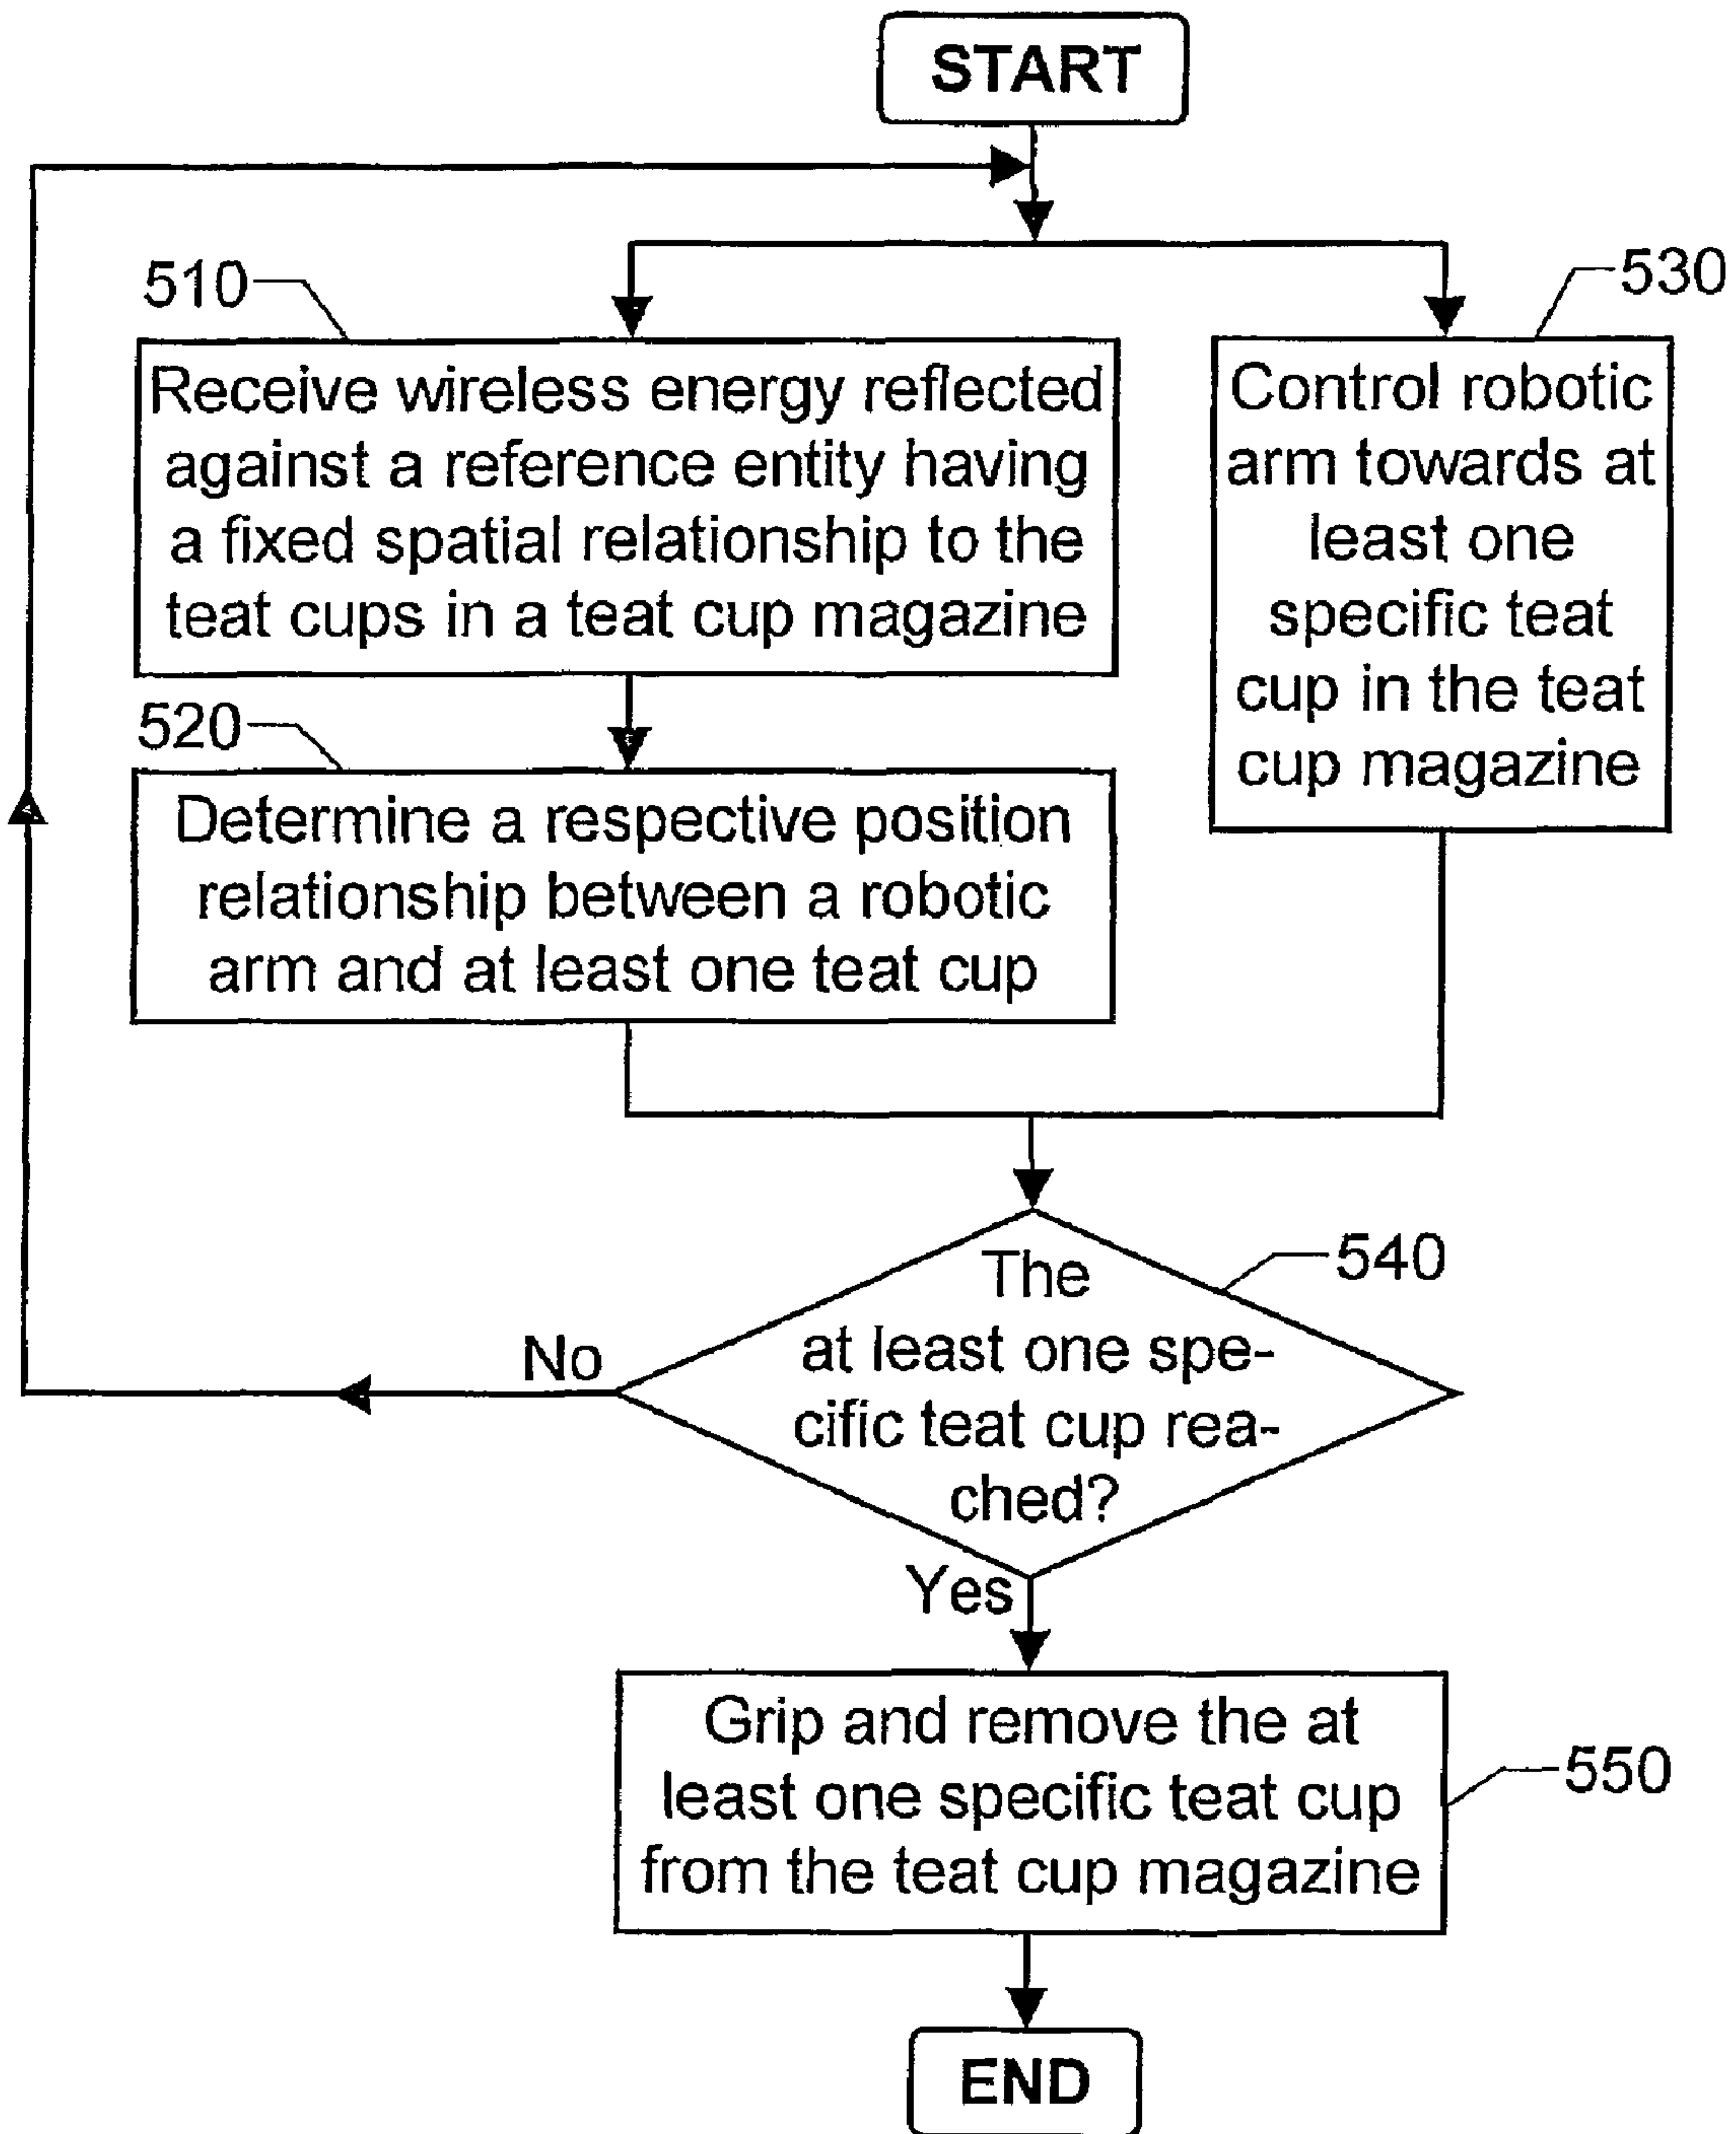 START
510
Receive wireless energy reflected
against a reference entity having
a fixed spatial relationship to the
teat cups in a teat cup magazine
530
Control robotic
arm towards at
least one
specific teat
cup in the teat
cup magazine
520
Determine a respective position
relationship between a robotic
arm and at least one teat cup
540
The
at least one spe-
cific teat cup rea-
ched?
No
Yes
550
Grip and remove the at
least one specific teat cup
from the teat cup magazine
END